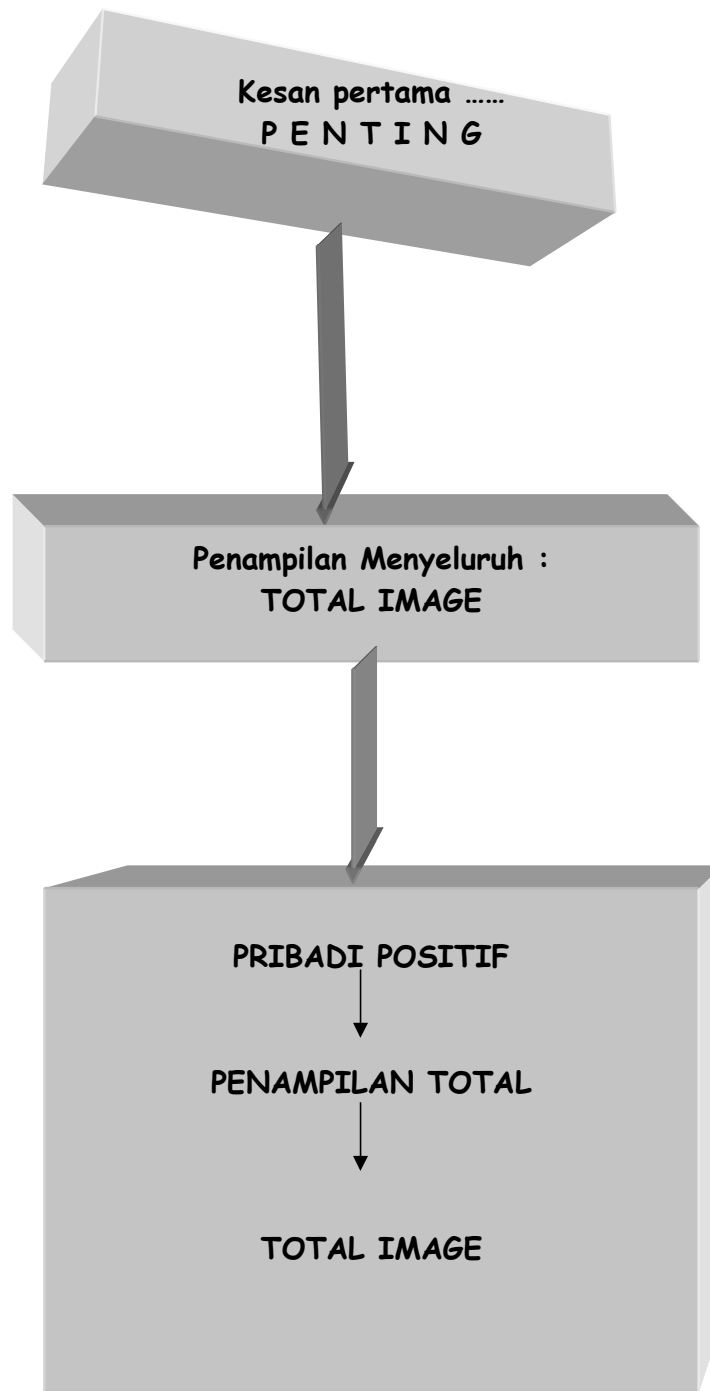 Kesan pertama ……
P E N T I N G
Penampilan Menyeluruh :
TOTAL IMAGE
PRIBADI POSITIF
PENAMPILAN TOTAL
TOTAL IMAGE